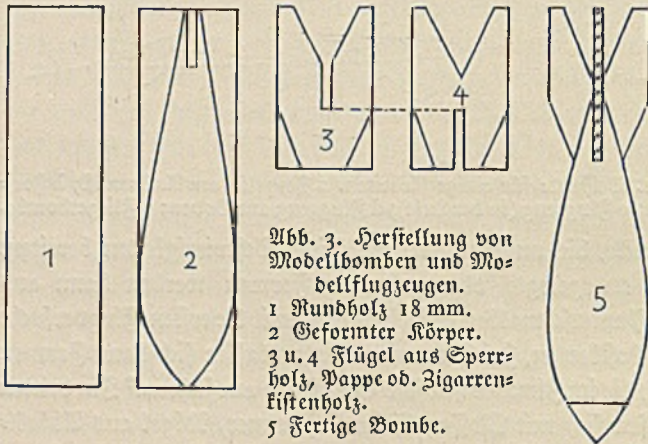 1
2
3
4
5
Abb. 3. Herstellung von
Modellbomben und Mo-
dellflugzeugen.
1 Rundholz 18 mm.
2 Geformter Körper.
3 u. 4 Flügel aus Sperr-
holz, Pappe od. Zigarren-
kistenholz.
5 Fertige Bombe.